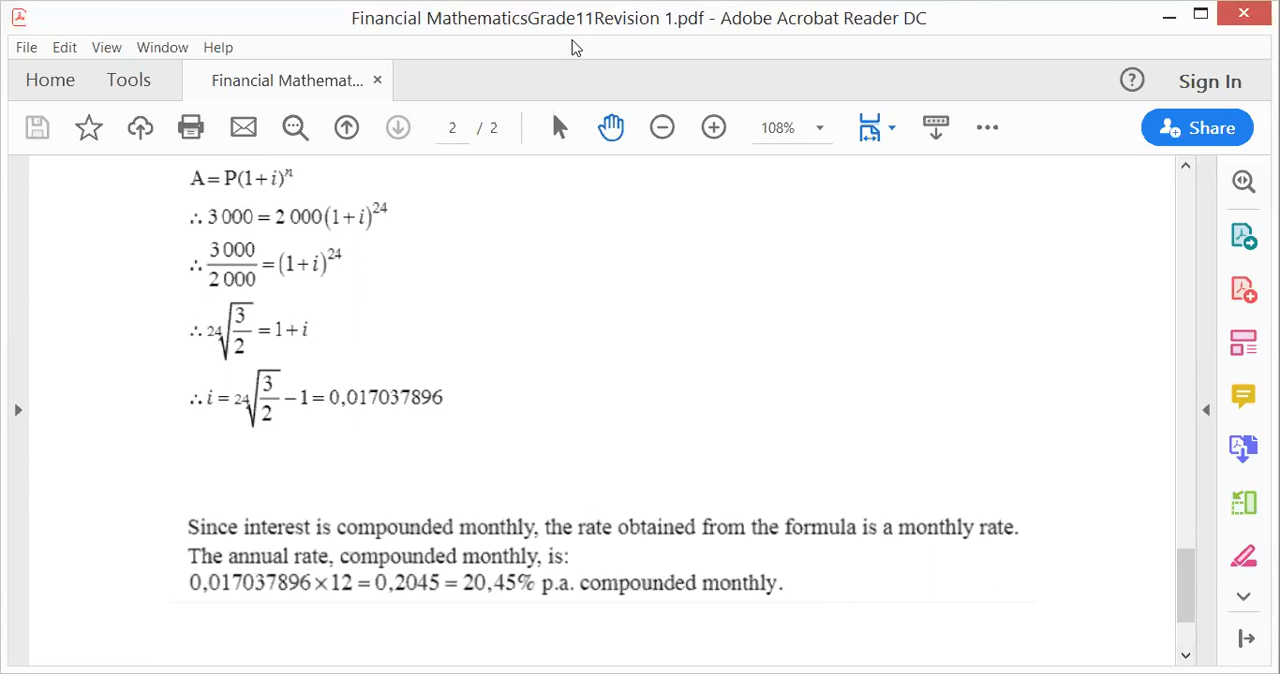 Financial MathematicsGrade11Revision 1.pdf - Adobe Acrobat Reader DC
File Edit View Window Help
Home Tools Financial Mathemat... × ? Sign In
2 / 2 108% Share
A = P(1 + i)ⁿ
∴ 3 000 = 2 000(1 + i)²⁴
∴ 3 000/2 000 = (1 + i)²⁴
∴ ²⁴√(3/2) = 1 + i
∴ i = ²⁴√(3/2) − 1 = 0,017037896
Since interest is compounded monthly, the rate obtained from the formula is a monthly rate.
The annual rate, compounded monthly, is:
0,017037896 × 12 = 0,2045 = 20,45% p.a. compounded monthly.